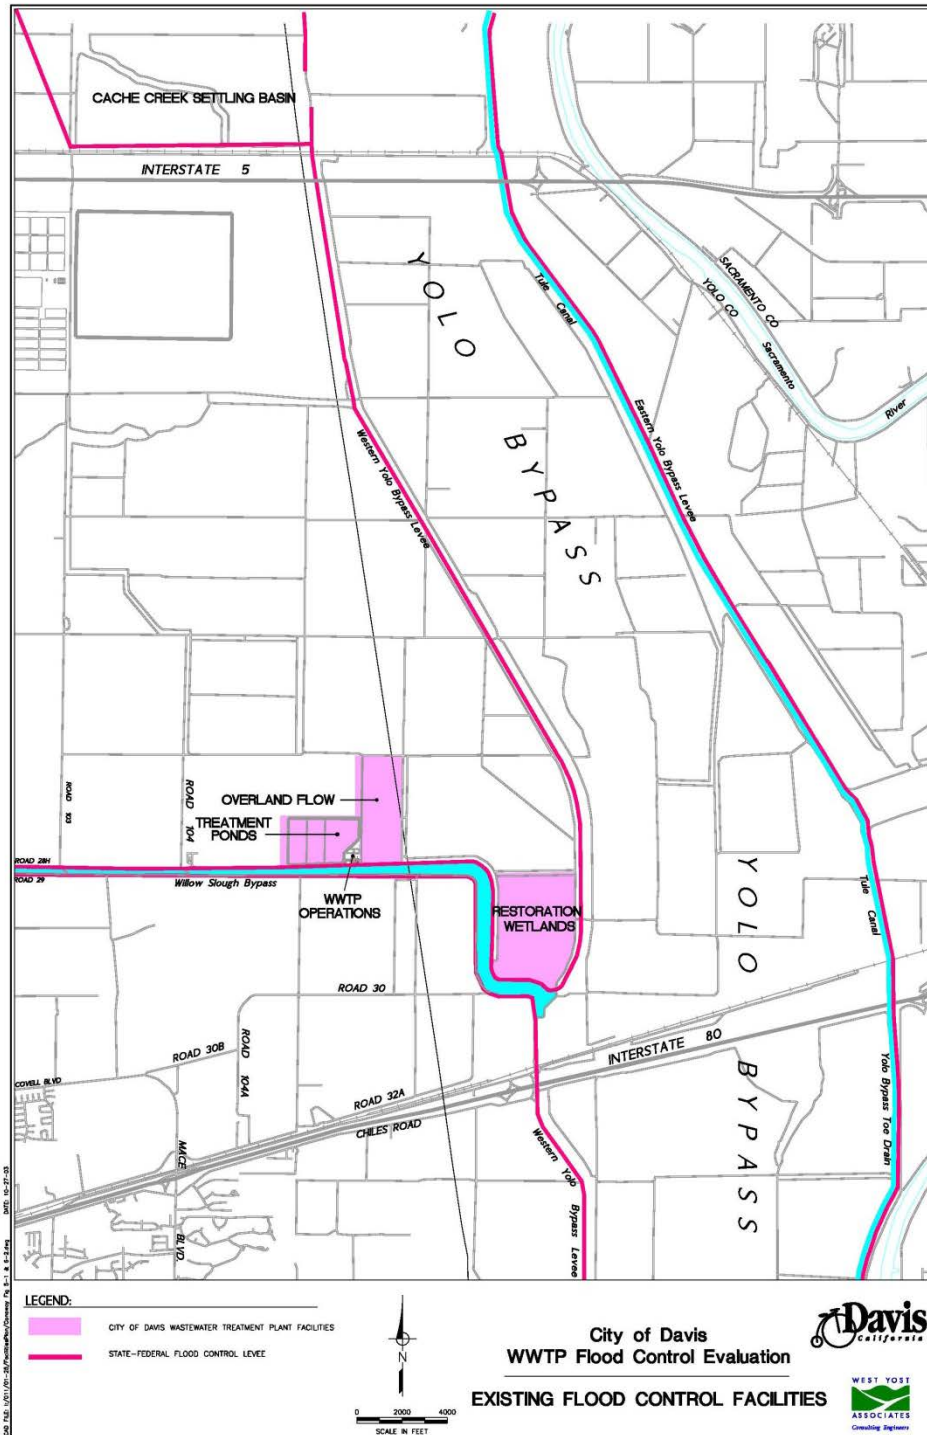 CACHE CREEK SETTLING BASIN
INTERSTATE 5
YOLO
BYPASS
Tule Canal
SACRAMENTO CO
YOLO CO
Sacramento
River
Western Yolo Bypass Levee
Eastern Yolo Bypass Levee
ROAD 103
ROAD 104
OVERLAND FLOW
TREATMENT
PONDS
ROAD 28H
ROAD 29
Willow Slough Bypass
WWTP
OPERATIONS
RESTORATION
WETLANDS
YOLO
BYPASS
Tule Canal
ROAD 30
ROAD 30B
ROAD 104A
COVELL BLVD
ROAD 32A
CHILES ROAD
INTERSTATE 80
MACE
BLVD.
Western Yolo Bypass Levee
Yolo Bypass Toe Drain
LEGEND:
CITY OF DAVIS WASTEWATER TREATMENT PLANT FACILITIES
STATE-FEDERAL FLOOD CONTROL LEVEE
N
0 2000 4000
SCALE IN FEET
City of Davis
WWTP Flood Control Evaluation
EXISTING FLOOD CONTROL FACILITIES
Davis
California
WEST YOST
ASSOCIATES
Consulting Engineers
DATE: 10-27-03